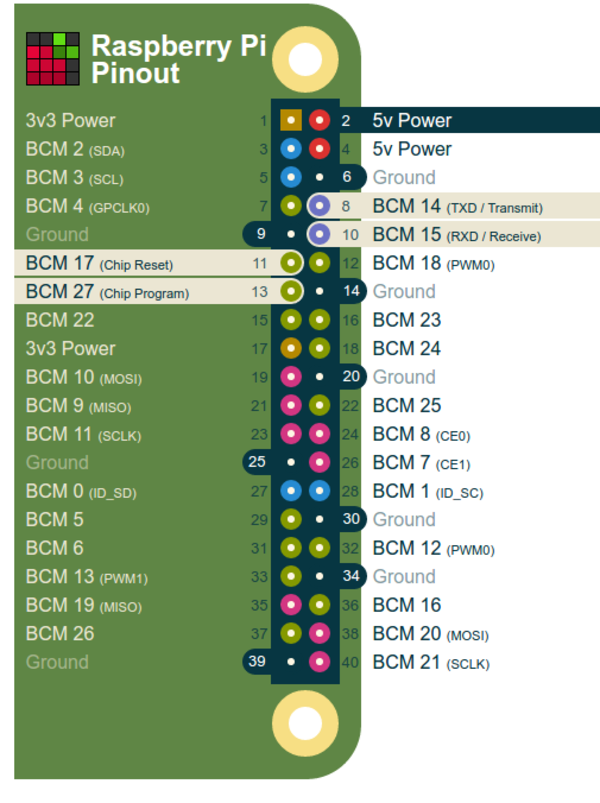 Raspberry Pi
Pinout
3v3 Power 1 2 5v Power
BCM 2 (SDA) 3 4 5v Power
BCM 3 (SCL) 5 6 Ground
BCM 4 (GPCLK0) 7 8 BCM 14 (TXD / Transmit)
Ground 9 10 BCM 15 (RXD / Receive)
BCM 17 (Chip Reset) 11 12 BCM 18 (PWM0)
BCM 27 (Chip Program) 13 14 Ground
BCM 22 15 16 BCM 23
3v3 Power 17 18 BCM 24
BCM 10 (MOSI) 19 20 Ground
BCM 9 (MISO) 21 22 BCM 25
BCM 11 (SCLK) 23 24 BCM 8 (CE0)
Ground 25 26 BCM 7 (CE1)
BCM 0 (ID_SD) 27 28 BCM 1 (ID_SC)
BCM 5 29 30 Ground
BCM 6 31 32 BCM 12 (PWM0)
BCM 13 (PWM1) 33 34 Ground
BCM 19 (MISO) 35 36 BCM 16
BCM 26 37 38 BCM 20 (MOSI)
Ground 39 40 BCM 21 (SCLK)